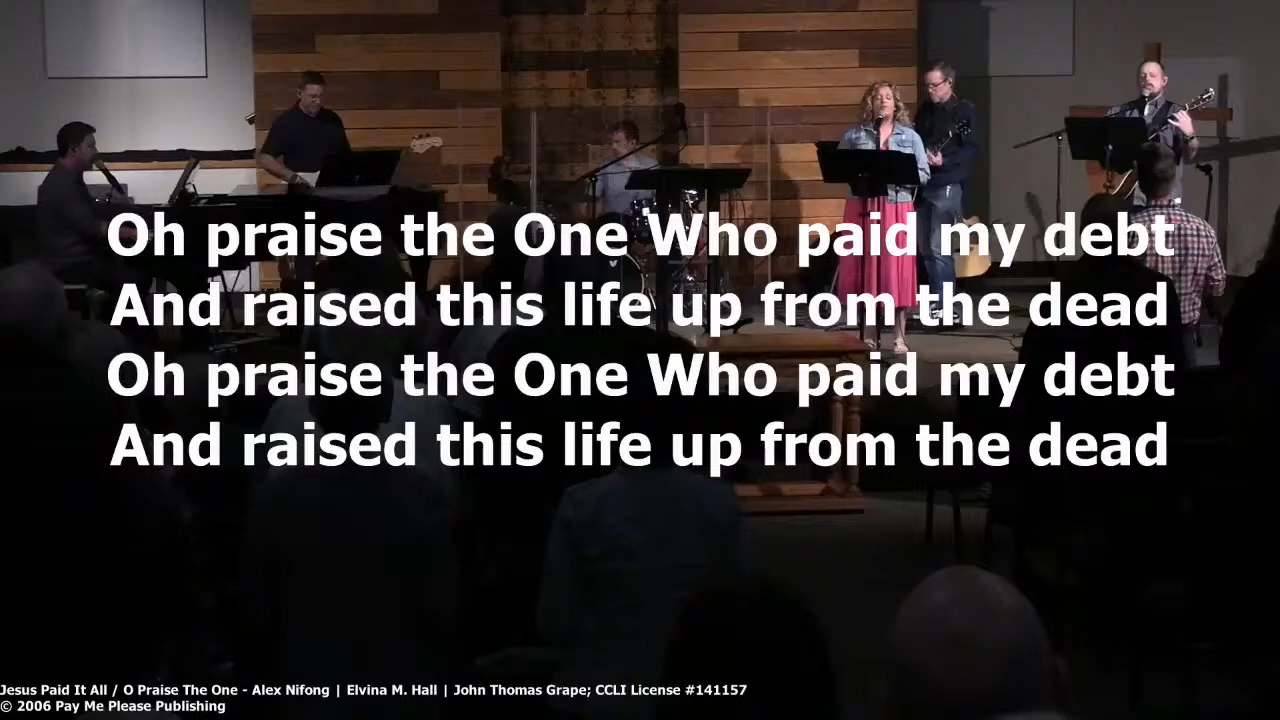 Oh praise the One Who paid my debt
And raised this life up from the dead
Oh praise the One Who paid my debt
And raised this life up from the dead
Jesus Paid It All / O Praise The One - Alex Nifong | Elvina M. Hall | John Thomas Grape; CCLI License #141157
© 2006 Pay Me Please Publishing